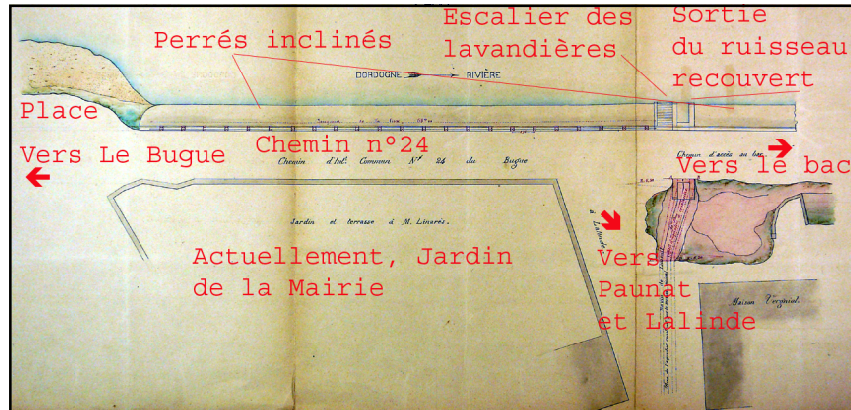 Escalier des
lavandières
Sortie
du ruisseau
recouvert
Perrés inclinés
DORDOGNE RIVIÈRE
Place
Chemin n°24
Vers Le Bugue
Chemin d'Int. Commun N° 24 du Bugue
Chemin d'accès au bac
Vers le bac
Jardin et terrasse à M. Linarès.
Lalinde
Actuellement, Jardin
de la Mairie
Vers
Paunat
et Lalinde
Maison Vergniol